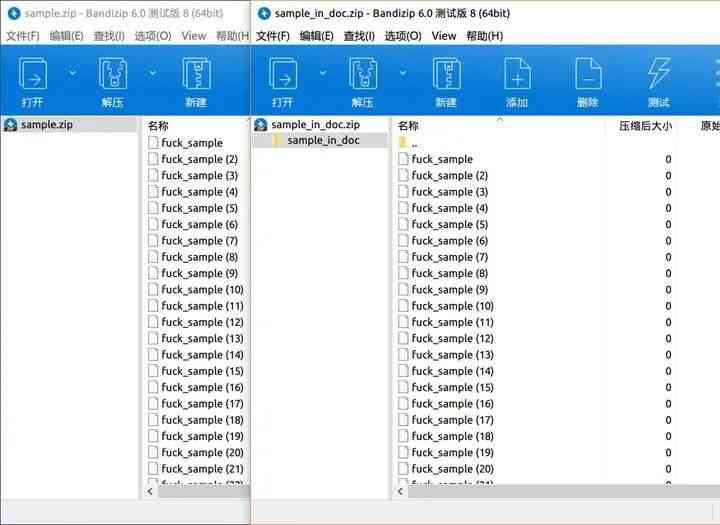 sample.zip - Bandizip 6.0 测试版 8 (64bit)
文件(F) 编辑(E) 查找(I) 选项(O) View 帮助(H
打开 解压 新建
sample.zip
名称
fuck_sample
fuck_sample (2)
fuck_sample (3)
fuck_sample (4)
fuck_sample (5)
fuck_sample (6)
fuck_sample (7)
fuck_sample (8)
fuck_sample (9)
fuck_sample (10)
fuck_sample (11)
fuck_sample (12)
fuck_sample (13)
fuck_sample (14)
fuck_sample (15)
fuck_sample (16)
fuck_sample (17)
fuck_sample (18)
fuck_sample (19)
fuck_sample (20)
fuck_sample (21)
sample_in_doc.zip - Bandizip 6.0 测试版 8 (64bit)
文件(F) 编辑(E) 查找(I) 选项(O) View 帮助(H)
打开 解压 新建 添加 删除 测试
sample_in_doc.zip
sample_in_doc
名称 压缩后大小 原始
..
fuck_sample 0
fuck_sample (2) 0
fuck_sample (3) 0
fuck_sample (4) 0
fuck_sample (5) 0
fuck_sample (6) 0
fuck_sample (7) 0
fuck_sample (8) 0
fuck_sample (9) 0
fuck_sample (10) 0
fuck_sample (11) 0
fuck_sample (12) 0
fuck_sample (13) 0
fuck_sample (14) 0
fuck_sample (15) 0
fuck_sample (16) 0
fuck_sample (17) 0
fuck_sample (18) 0
fuck_sample (19) 0
fuck_sample (20) 0